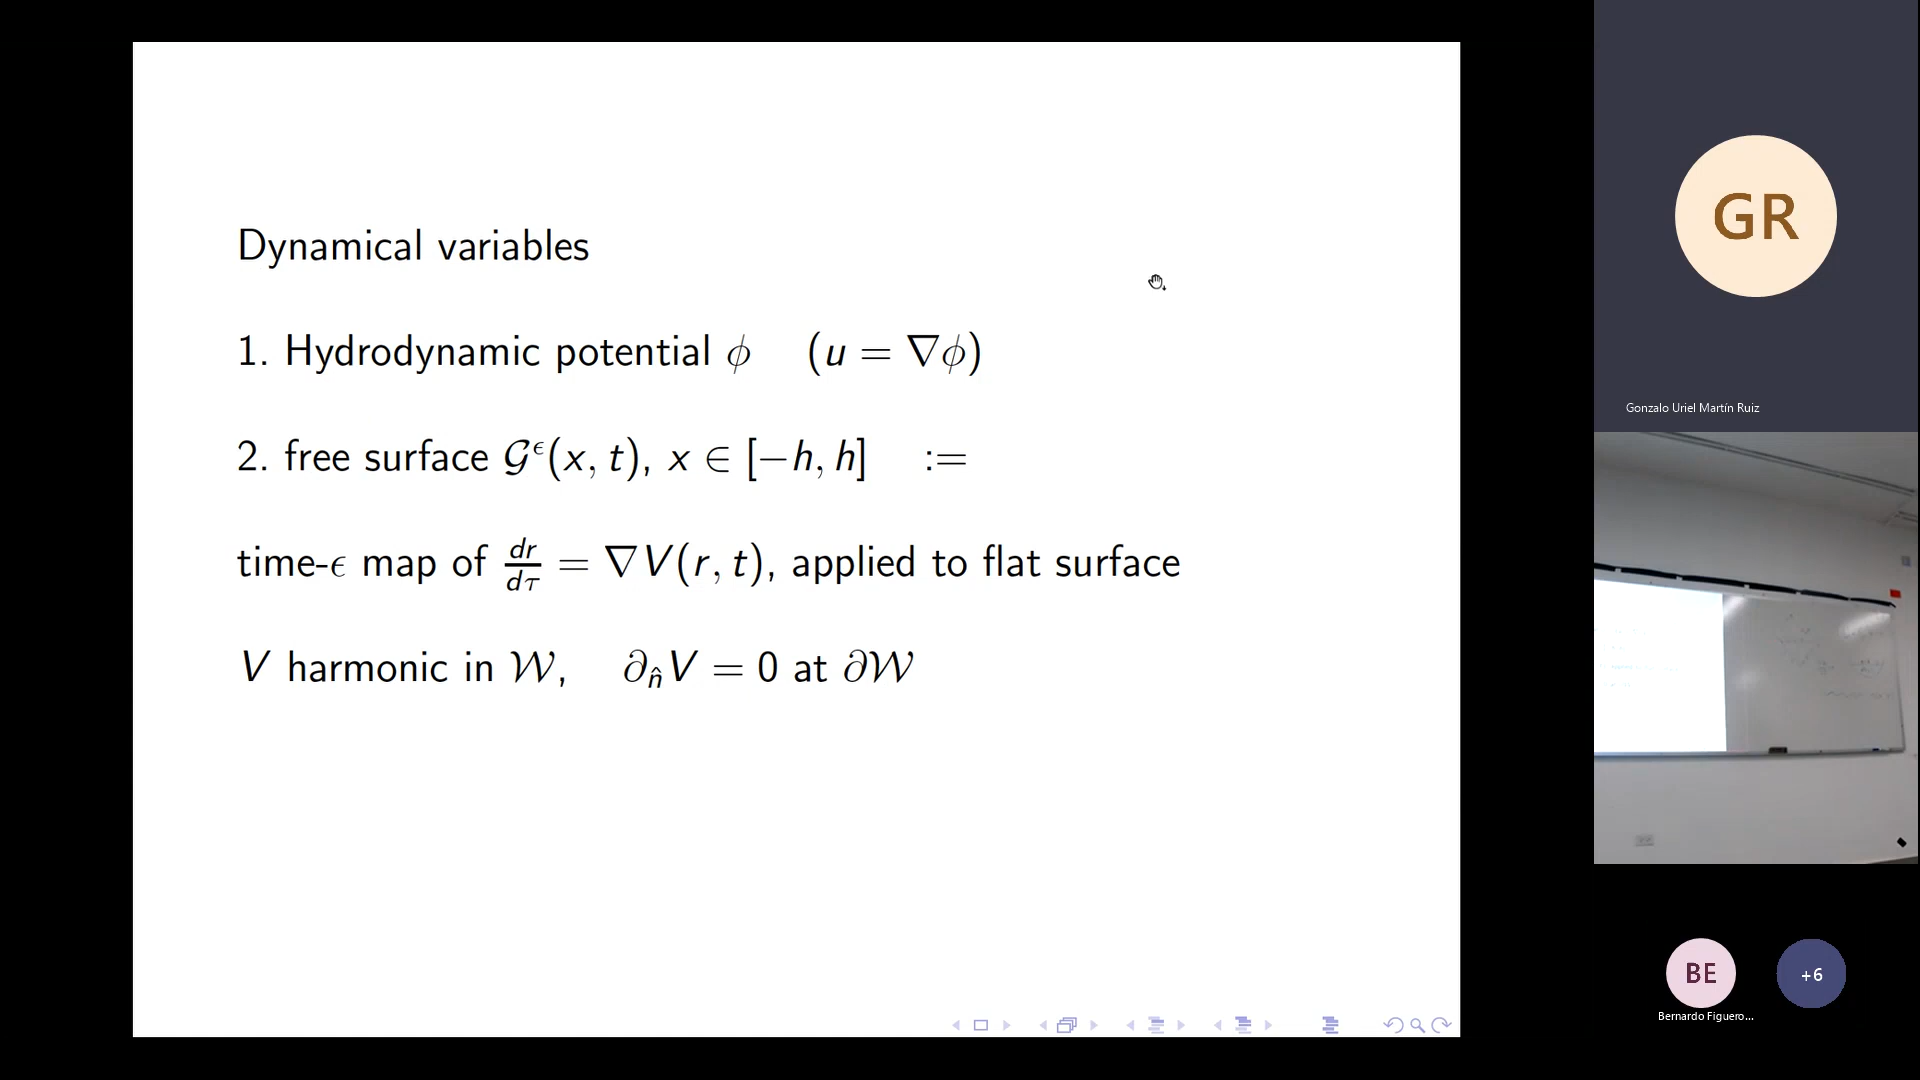 Dynamical variables
1. Hydrodynamic potential ϕ (u = ∇ϕ)
2. free surface 𝒢^ϵ(x, t), x ∈ [−h, h] :=
time-ϵ map of dr/dτ = ∇V(r, t), applied to flat surface
V harmonic in 𝒲, ∂_n̂ V = 0 at ∂𝒲
GR
Gonzalo Uriel Martín Ruiz
BE
+6
Bernardo Figuero...